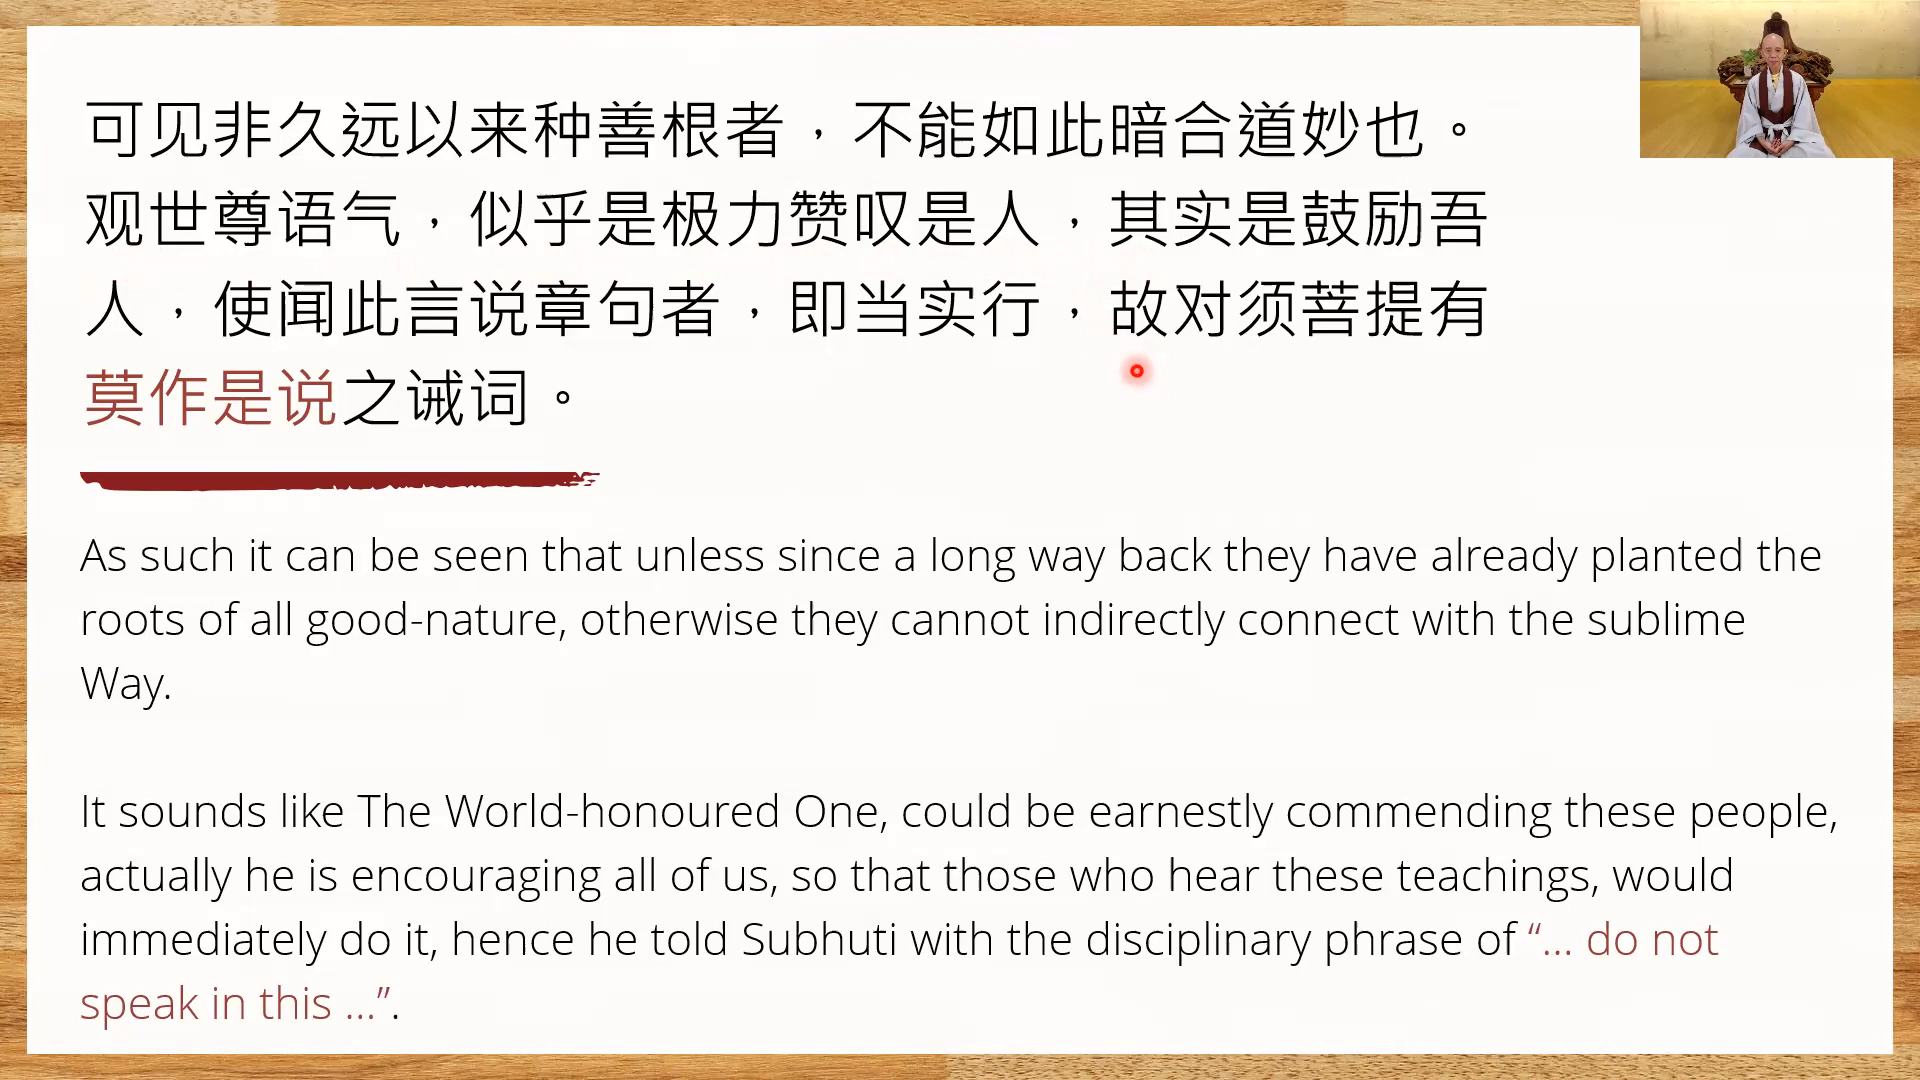 可见非久远以来种善根者，不能如此暗合道妙也。
观世尊语气，似乎是极力赞叹是人，其实是鼓励吾
人，使闻此言说章句者，即当实行，故对须菩提有
莫作是说之诫词。
As such it can be seen that unless since a long way back they have already planted the
roots of all good-nature, otherwise they cannot indirectly connect with the sublime
Way.
It sounds like The World-honoured One, could be earnestly commending these people,
actually he is encouraging all of us, so that those who hear these teachings, would
immediately do it, hence he told Subhuti with the disciplinary phrase of “... do not
speak in this ...”.